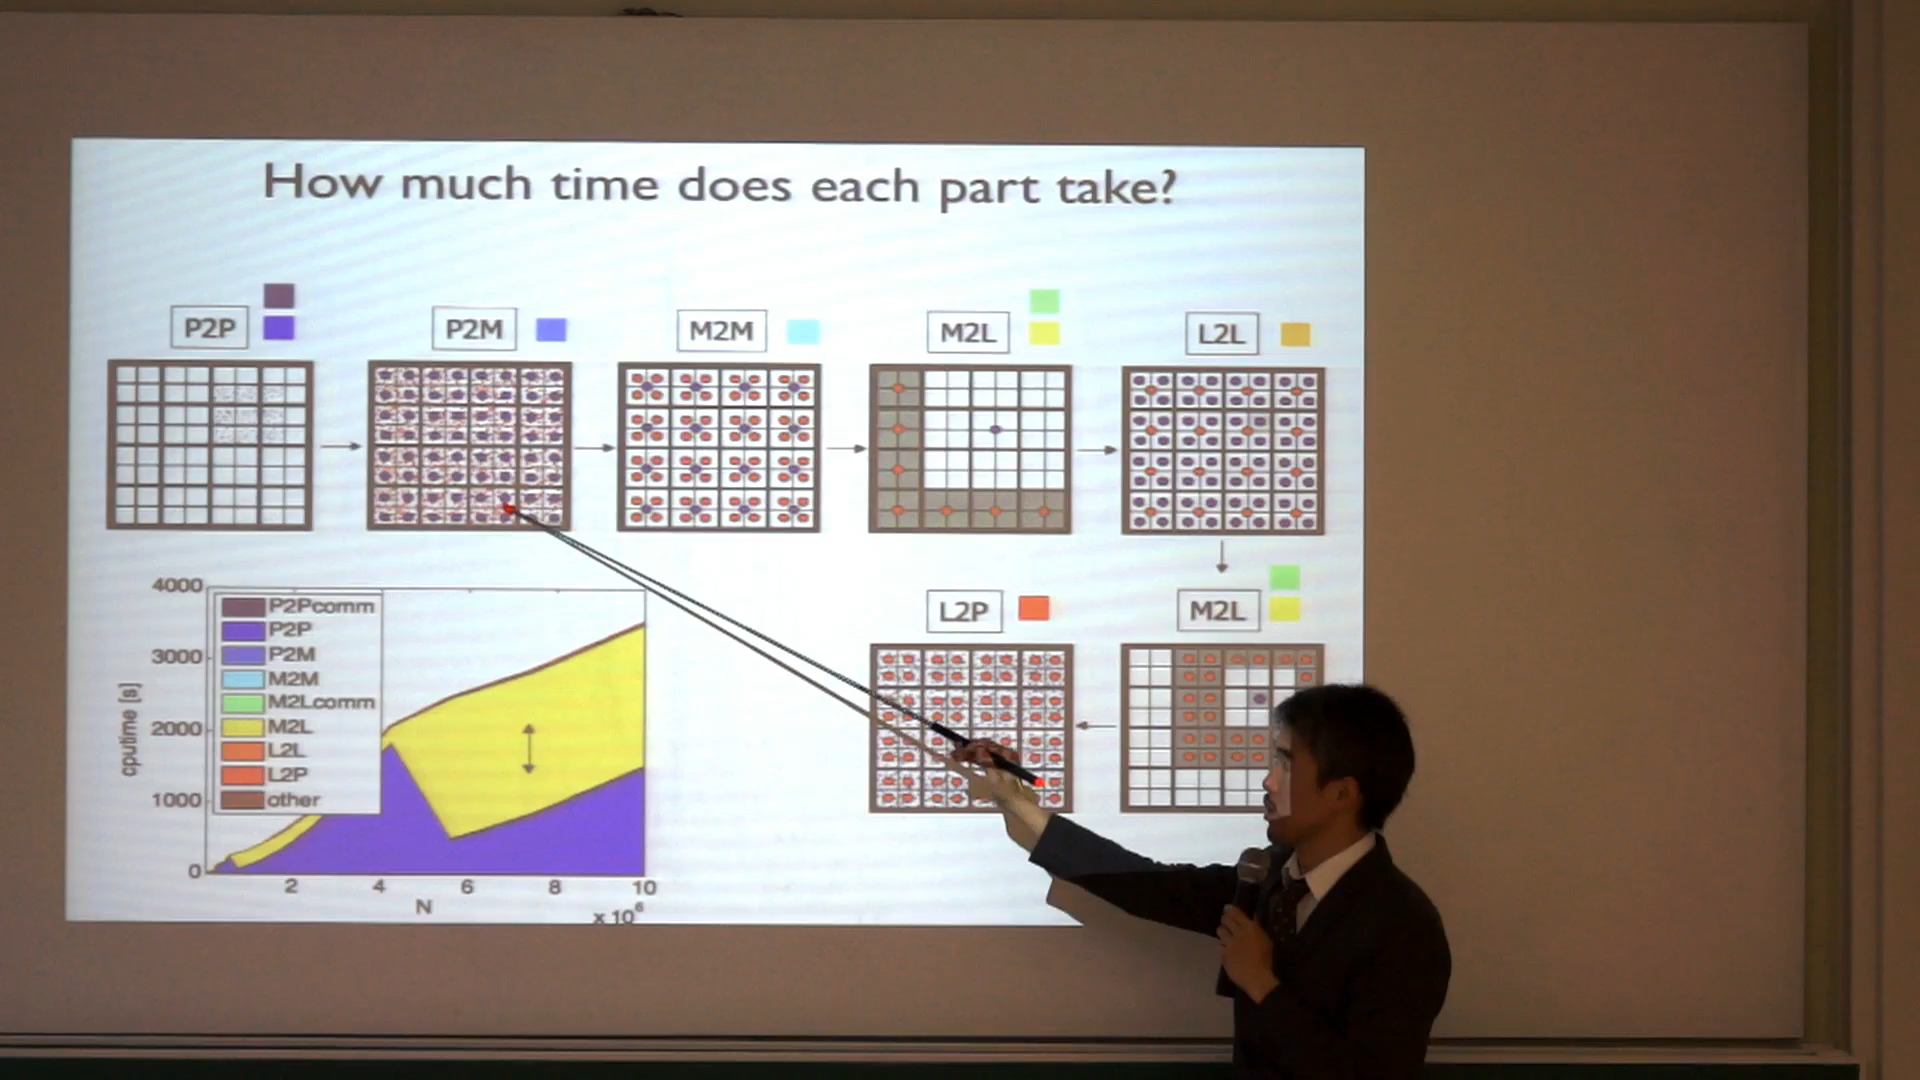 How much time does each part take?
P2P
P2M
M2M
M2L
L2L
L2P
M2L
4000
3000
2000
1000
0
cputime [s]
P2Pcomm
P2P
P2M
M2M
M2Lcomm
M2L
L2L
L2P
other
2 4 6 8 10
N
x 10⁶